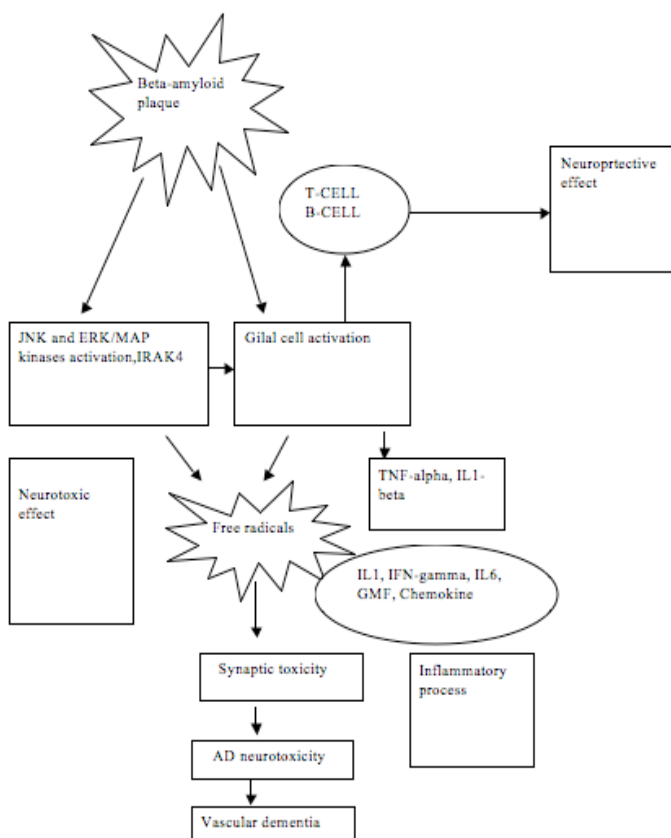 Beta-amyloid
plaque
T-CELL
B-CELL
Neuroprtective
effect
JNK and ERK/MAP
kinases activation,IRAK4
Gilal cell activation
TNF-alpha, IL1-
beta
Neurotoxic
effect
Free radicals
IL1, IFN-gamma, IL6,
GMF, Chemokine
Synaptic toxicity
Inflammatory
process
AD neurotoxicity
Vascular dementia